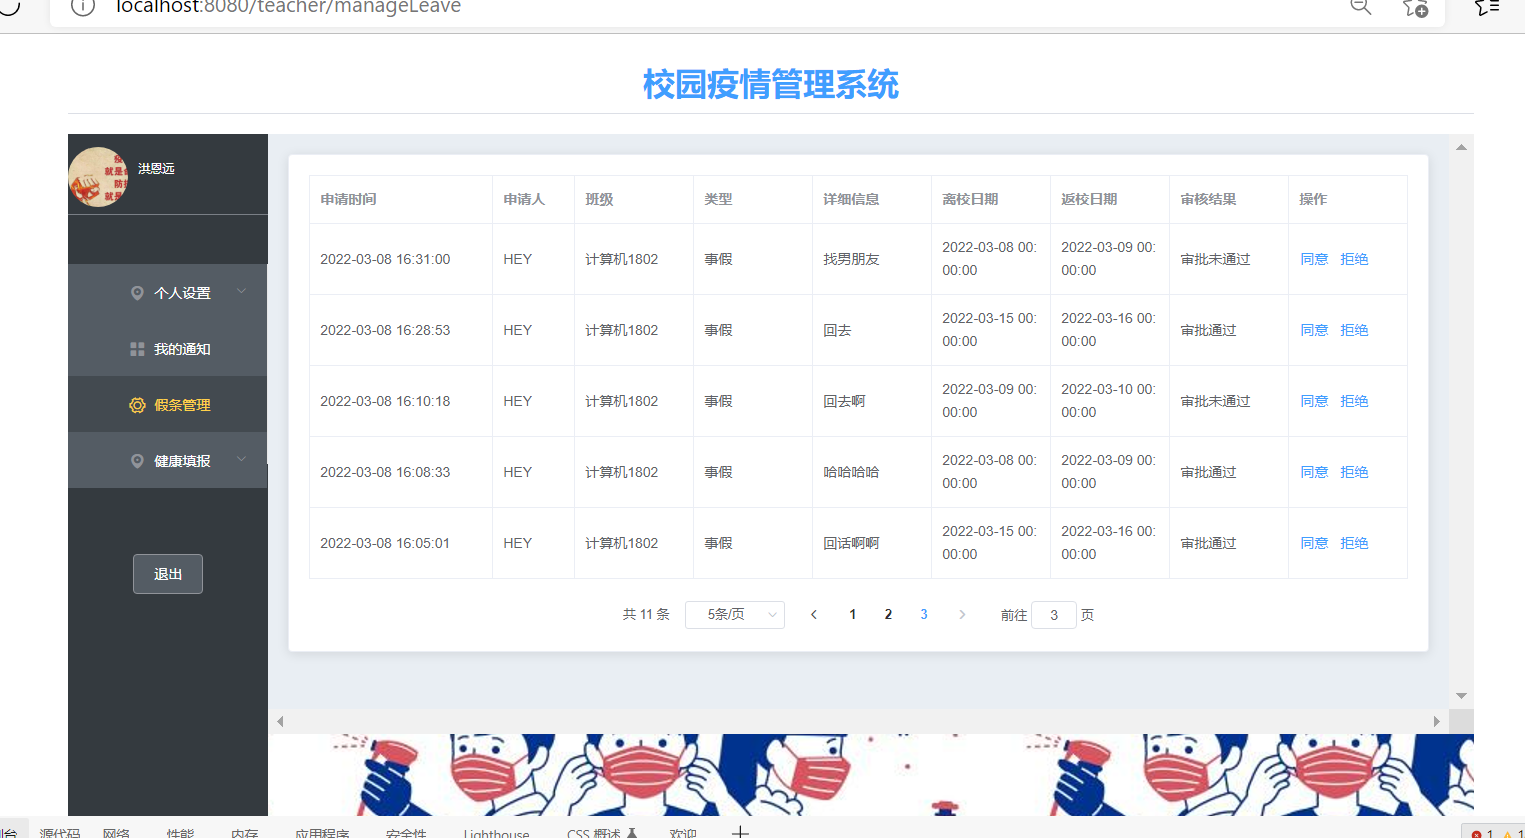 localhost:8080/teacher/manageLeave
校园疫情管理系统
洪恩远
个人设置
我的通知
假条管理
健康填报
退出
申请时间 申请人 班级 类型 详细信息 离校日期 返校日期 审核结果 操作
2022-03-08 16:31:00 HEY 计算机1802 事假 找男朋友 2022-03-08 00:00:00 2022-03-09 00:00:00 审批未通过 同意 拒绝
2022-03-08 16:28:53 HEY 计算机1802 事假 回去 2022-03-15 00:00:00 2022-03-16 00:00:00 审批通过 同意 拒绝
2022-03-08 16:10:18 HEY 计算机1802 事假 回去啊 2022-03-09 00:00:00 2022-03-10 00:00:00 审批未通过 同意 拒绝
2022-03-08 16:08:33 HEY 计算机1802 事假 哈哈哈哈 2022-03-08 00:00:00 2022-03-09 00:00:00 审批通过 同意 拒绝
2022-03-08 16:05:01 HEY 计算机1802 事假 回话啊啊 2022-03-15 00:00:00 2022-03-16 00:00:00 审批通过 同意 拒绝
共 11 条 5条/页 1 2 3 前往 3 页
源代码 网络 性能 内存 应用程序 安全性 Lighthouse CSS 概述 欢迎 1